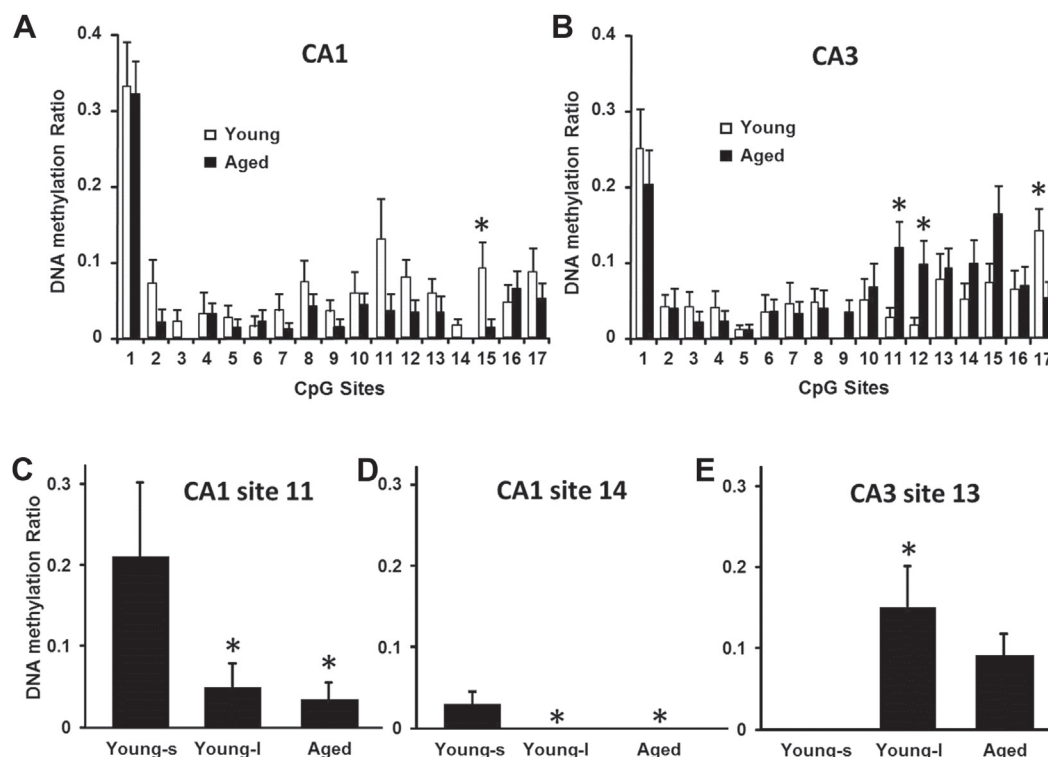 A
CA1
0.4
0.3
0.2
0.1
0
DNA methylation Ratio
Young
Aged
*
1 2 3 4 5 6 7 8 9 10 11 12 13 14 15 16 17
CpG Sites
B
CA3
0.4
0.3
0.2
0.1
0
DNA methylation Ratio
Young
Aged
* * *
1 2 3 4 5 6 7 8 9 10 11 12 13 14 15 16 17
CpG Sites
C
CA1 site 11
0.3
0.2
0.1
0
DNA methylation Ratio
* *
Young-s Young-l Aged
D
CA1 site 14
0.3
0.2
0.1
0
* *
Young-s Young-l Aged
E
CA3 site 13
0.3
0.2
0.1
0
*
Young-s Young-l Aged